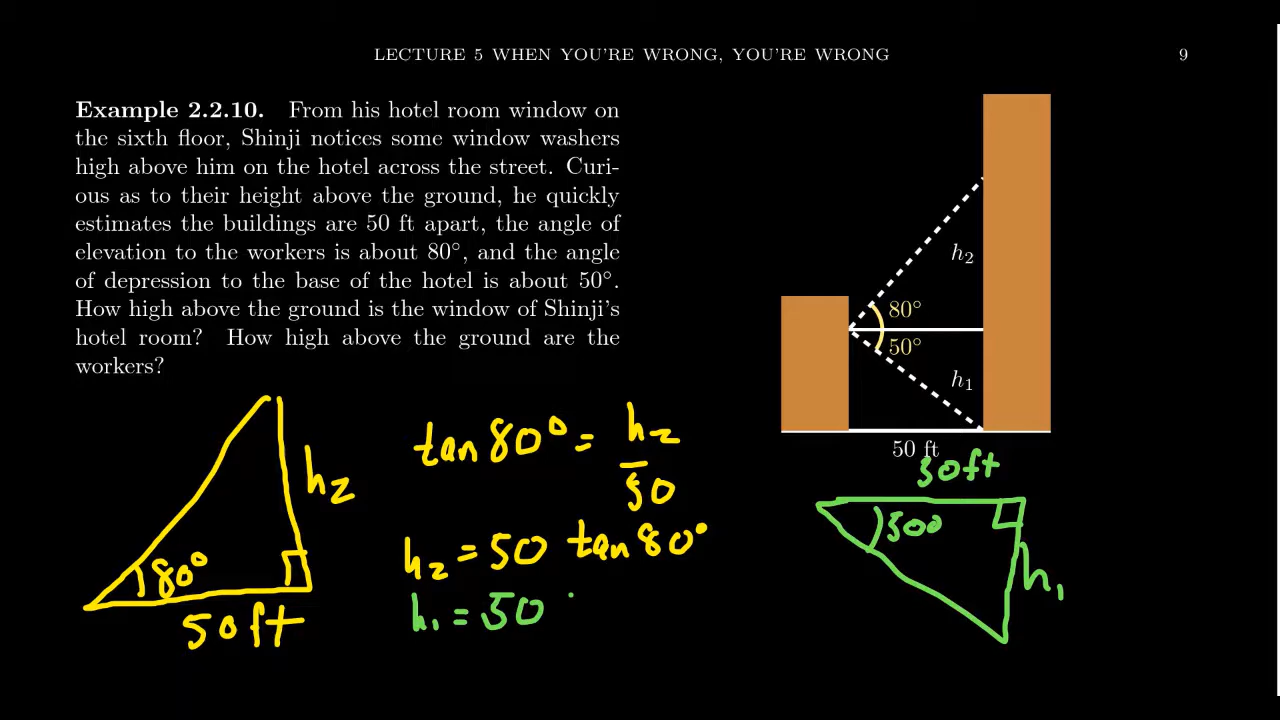 LECTURE 5 WHEN YOU'RE WRONG, YOU'RE WRONG 9
Example 2.2.10. From his hotel room window on
the sixth floor, Shinji notices some window washers
high above him on the hotel across the street. Curi-
ous as to their height above the ground, he quickly
estimates the buildings are 50 ft apart, the angle of
elevation to the workers is about 80°, and the angle
of depression to the base of the hotel is about 50°.
How high above the ground is the window of Shinji's
hotel room? How high above the ground are the
workers?
h₂
80°
50°
h₁
50 ft
h₂
80°
50ft
tan 80° = h₂/50
h₂ = 50 tan 80°
h₁ = 50
50ft
50°
h₁